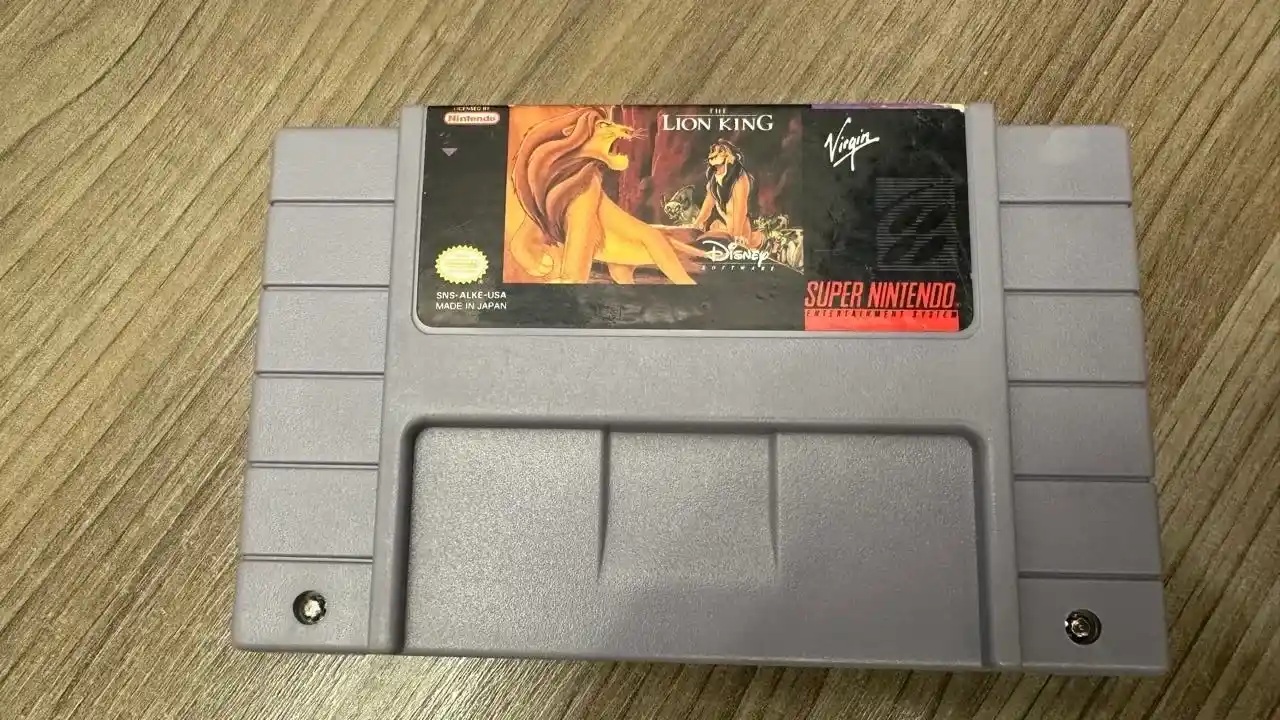 LICENSED BY
Nintendo
THE
LION KING
Virgin
DISNEY
SOFTWARE
SNS-ALKE-USA
MADE IN JAPAN
SUPER NINTENDO
ENTERTAINMENT SYSTEM